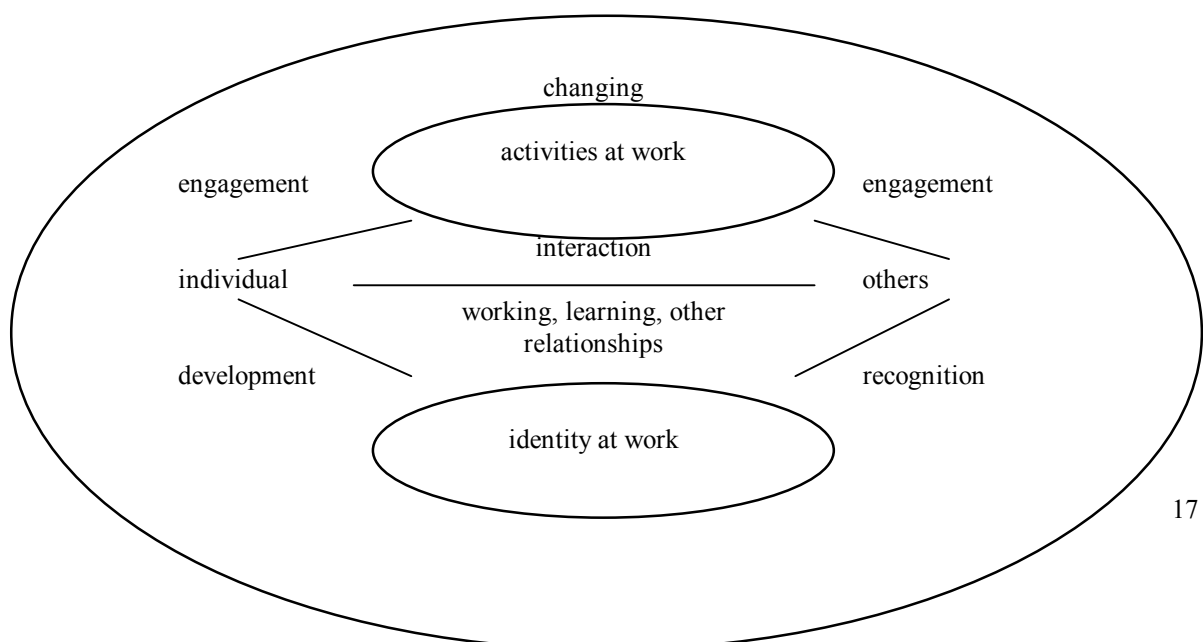 changing
activities at work
engagement
engagement
interaction
individual
others
working, learning, other
relationships
development
recognition
identity at work
17